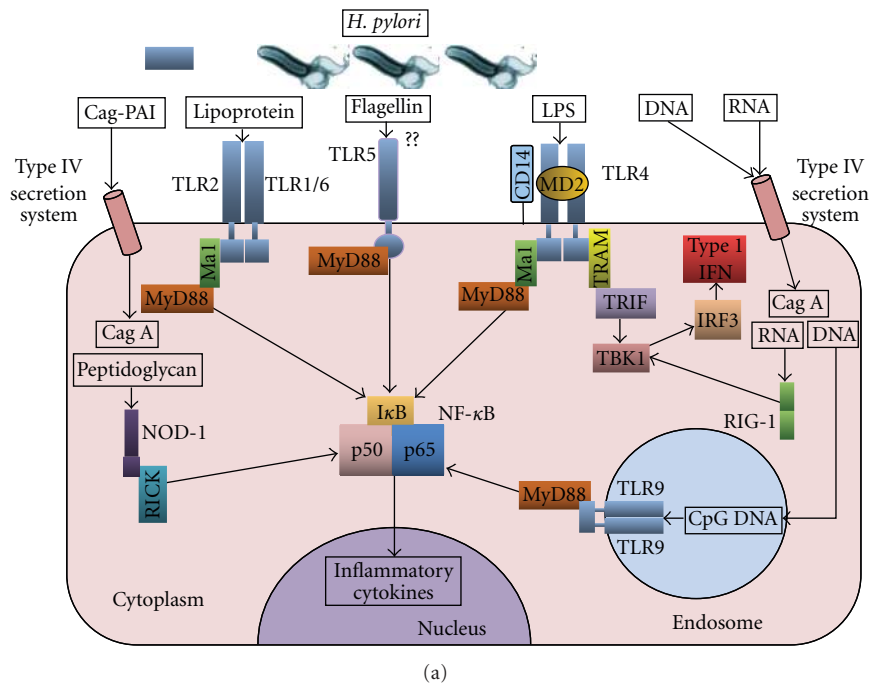 H. pylori
Cag-PAI
Lipoprotein
Flagellin
LPS
DNA
RNA
Type IV
secretion
system
TLR2
TLR1/6
TLR5
??
CD14
MD2
TLR4
Type IV
secretion
system
Ma1
MyD88
MyD88
Ma1
MyD88
TRAM
TRIF
TBK1
IRF3
Type 1
IFN
Cag A
RNA
DNA
RIG-1
Cag A
Peptidoglycan
NOD-1
RICK
IκB
NF-κB
p50
p65
MyD88
TLR9
TLR9
CpG DNA
Inflammatory
cytokines
Cytoplasm
Nucleus
Endosome
(a)